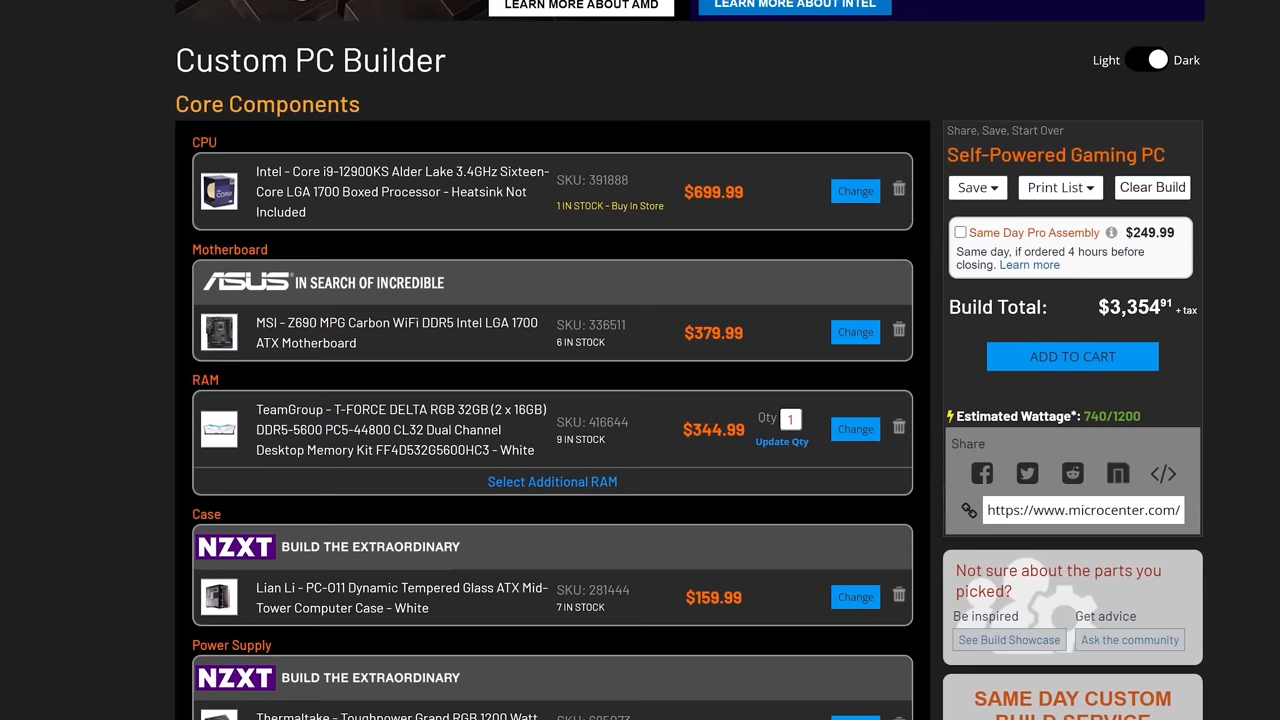 LEARN MORE ABOUT AMD
LEARN MORE ABOUT INTEL
Custom PC Builder
Light
Dark
Core Components
CPU
Intel - Core i9-12900KS Alder Lake 3.4GHz Sixteen-
Core LGA 1700 Boxed Processor - Heatsink Not
Included
SKU: 391888
1 IN STOCK - Buy In Store
$699.99
Change
Motherboard
ASUS IN SEARCH OF INCREDIBLE
MSI - Z690 MPG Carbon WiFi DDR5 Intel LGA 1700
ATX Motherboard
SKU: 336511
6 IN STOCK
$379.99
Change
RAM
TeamGroup - T-FORCE DELTA RGB 32GB (2 x 16GB)
DDR5-5600 PC5-44800 CL32 Dual Channel
Desktop Memory Kit FF4D532G5600HC3 - White
SKU: 416644
9 IN STOCK
$344.99
Qty 1
Update Qty
Change
Select Additional RAM
Case
NZXT BUILD THE EXTRAORDINARY
Lian Li - PC-O11 Dynamic Tempered Glass ATX Mid-
Tower Computer Case - White
SKU: 281444
7 IN STOCK
$159.99
Change
Power Supply
NZXT BUILD THE EXTRAORDINARY
Thermaltake - Toughpower Grand RGB 1200 Watt
Share, Save, Start Over
Self-Powered Gaming PC
Save
Print List
Clear Build
Same Day Pro Assembly $249.99
Same day, if ordered 4 hours before
closing. Learn more
Build Total: $3,354⁹¹ + tax
ADD TO CART
Estimated Wattage*: 740/1200
Share
https://www.microcenter.com/
Not sure about the parts you
picked?
Be inspired
Get advice
See Build Showcase
Ask the community
SAME DAY CUSTOM
BUILD SERVICE